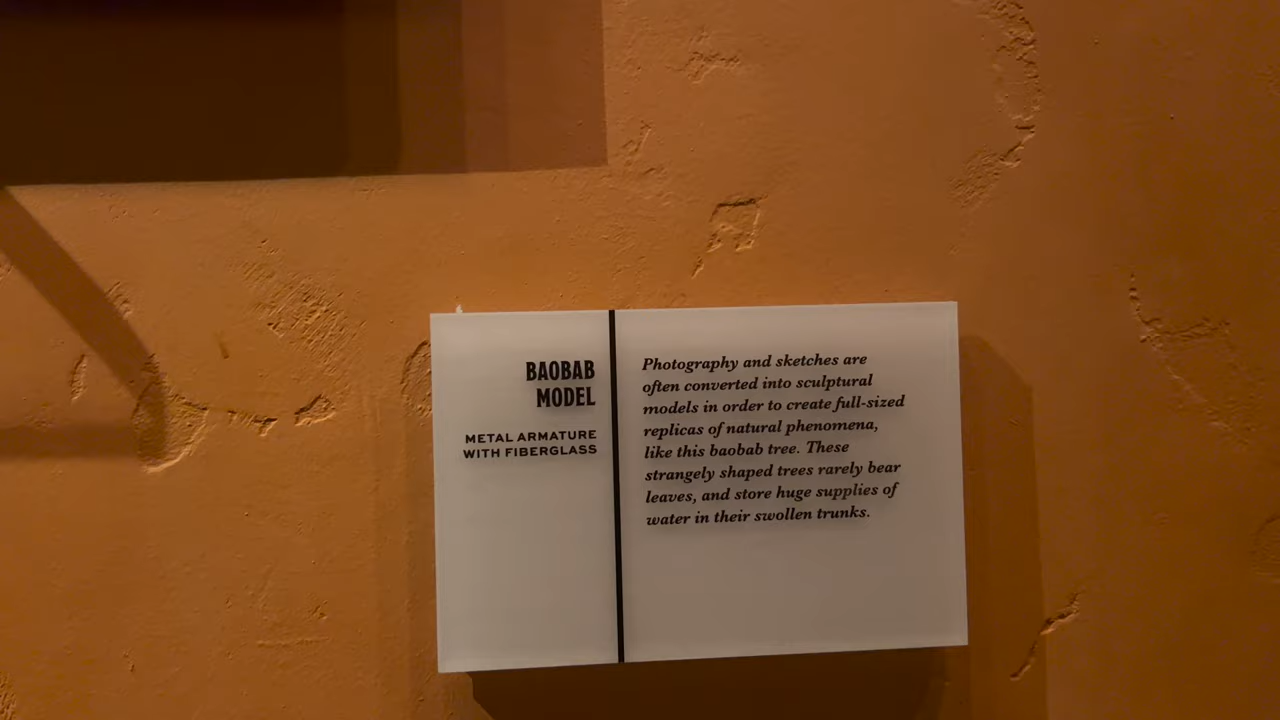 BAOBAB
MODEL
METAL ARMATURE
WITH FIBERGLASS
Photography and sketches are
often converted into sculptural
models in order to create full-sized
replicas of natural phenomena,
like this baobab tree. These
strangely shaped trees rarely bear
leaves, and store huge supplies of
water in their swollen trunks.